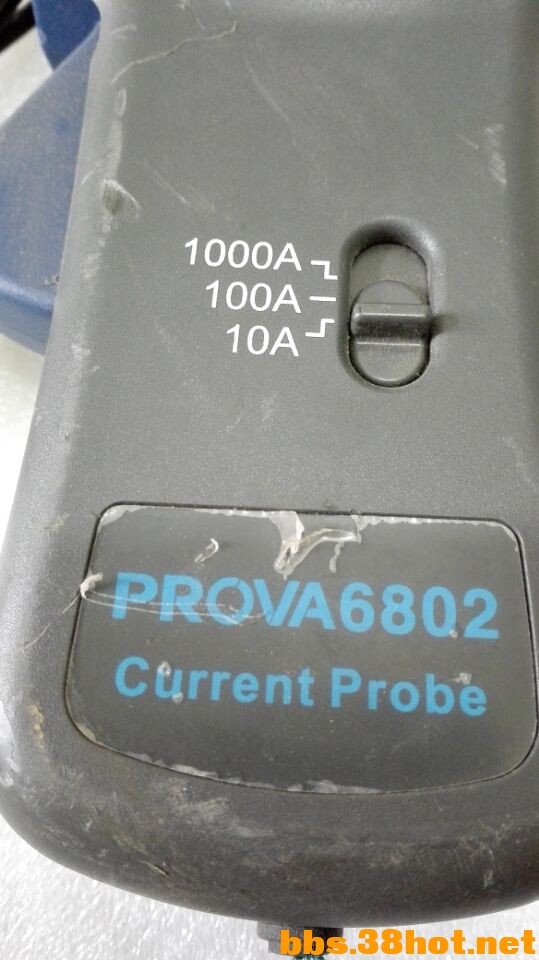 1000A
100A
10A
PROVA6802
Current Probe
bbs.38hot.net